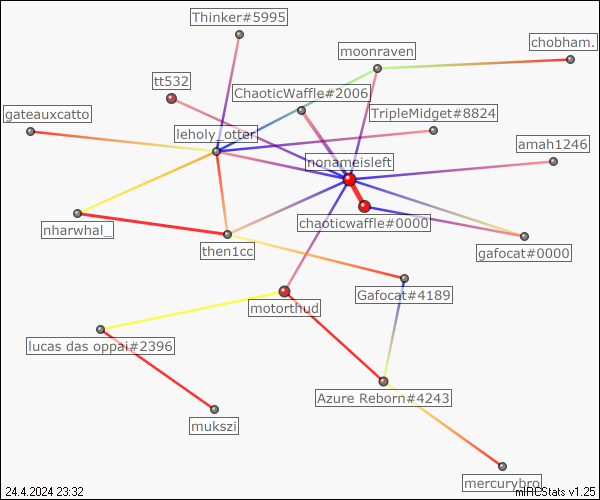 Thinker#5995
chobham.
moonraven
tt532
ChaoticWaffle#2006
gateauxcatto
TripleMidget#8824
leholy_otter
amah1246
nonameisleft
nharwhal_
chaoticwaffle#0000
then1cc
gafocat#0000
Gafocat#4189
motorthud
lucas das oppai#2396
Azure Reborn#4243
mukszi
mercurybro
24.4.2024 23:32
mIRCStats v1.25